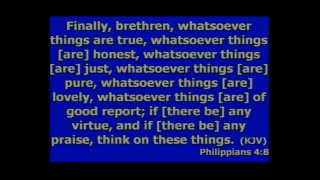 Finally, brethren, whatsoever
things are true, whatsoever things
[are] honest, whatsoever things
[are] just, whatsoever things [are]
pure, whatsoever things [are]
lovely, whatsoever things [are] of
good report; if [there be] any
virtue, and if [there be] any
praise, think on these things. (KJV)
Philippians 4:8